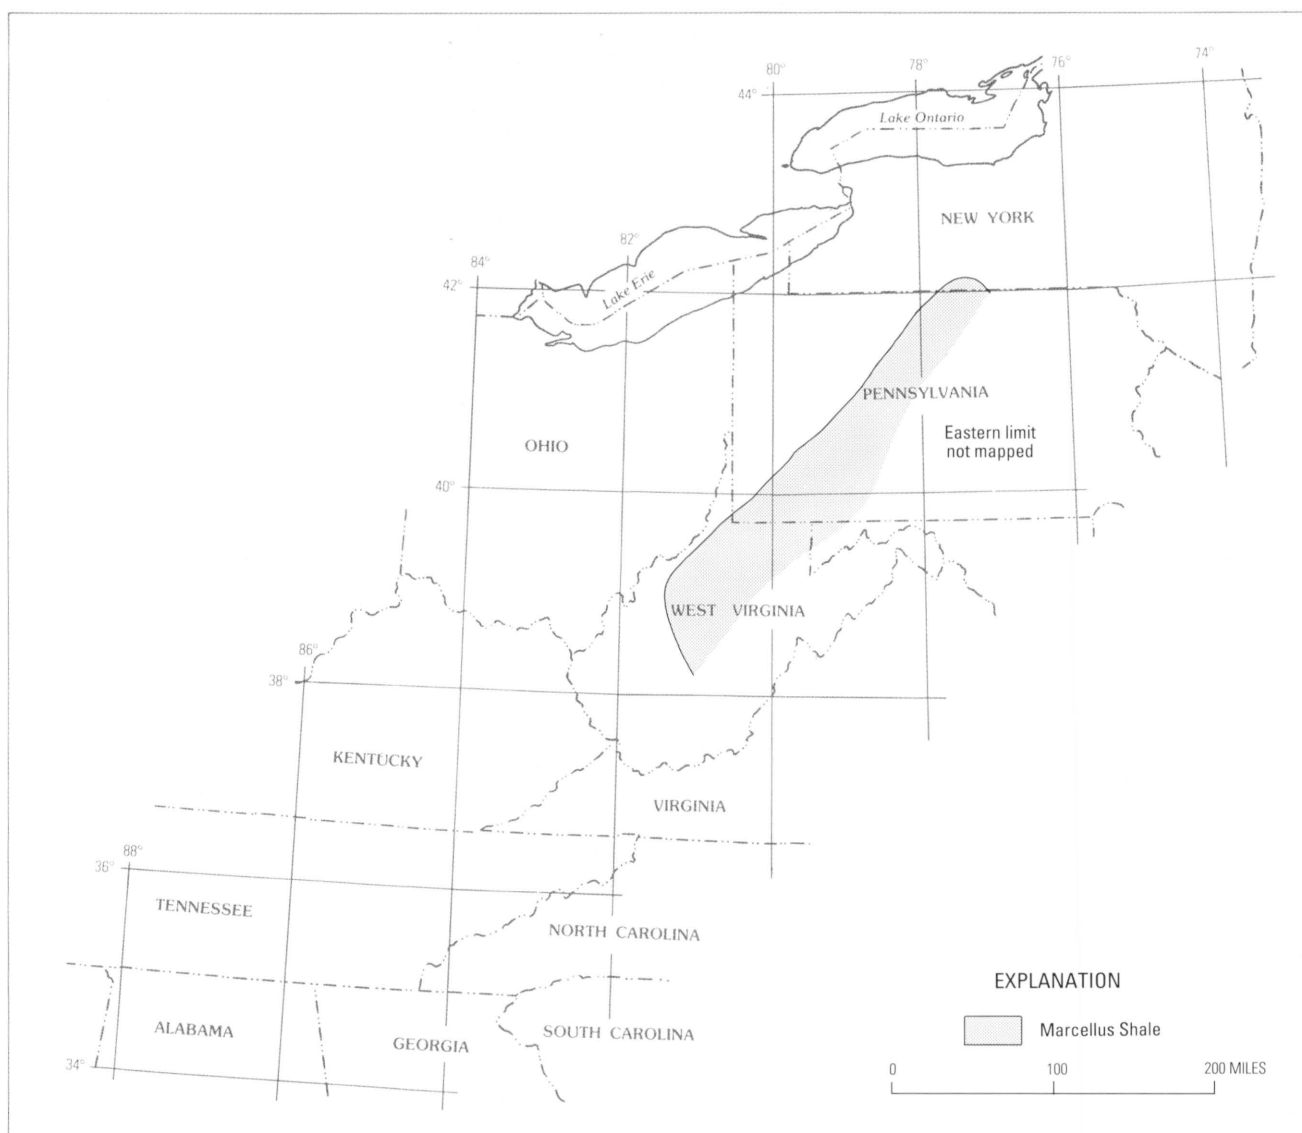 74°
76°
78°
80°
44°
Lake Ontario
NEW YORK
82°
84°
42°
Lake Erie
PENNSYLVANIA
Eastern limit
not mapped
OHIO
40°
WEST VIRGINIA
86°
38°
KENTUCKY
VIRGINIA
88°
36°
TENNESSEE
NORTH CAROLINA
EXPLANATION
Marcellus Shale
ALABAMA
GEORGIA
SOUTH CAROLINA
34°
0 100 200 MILES